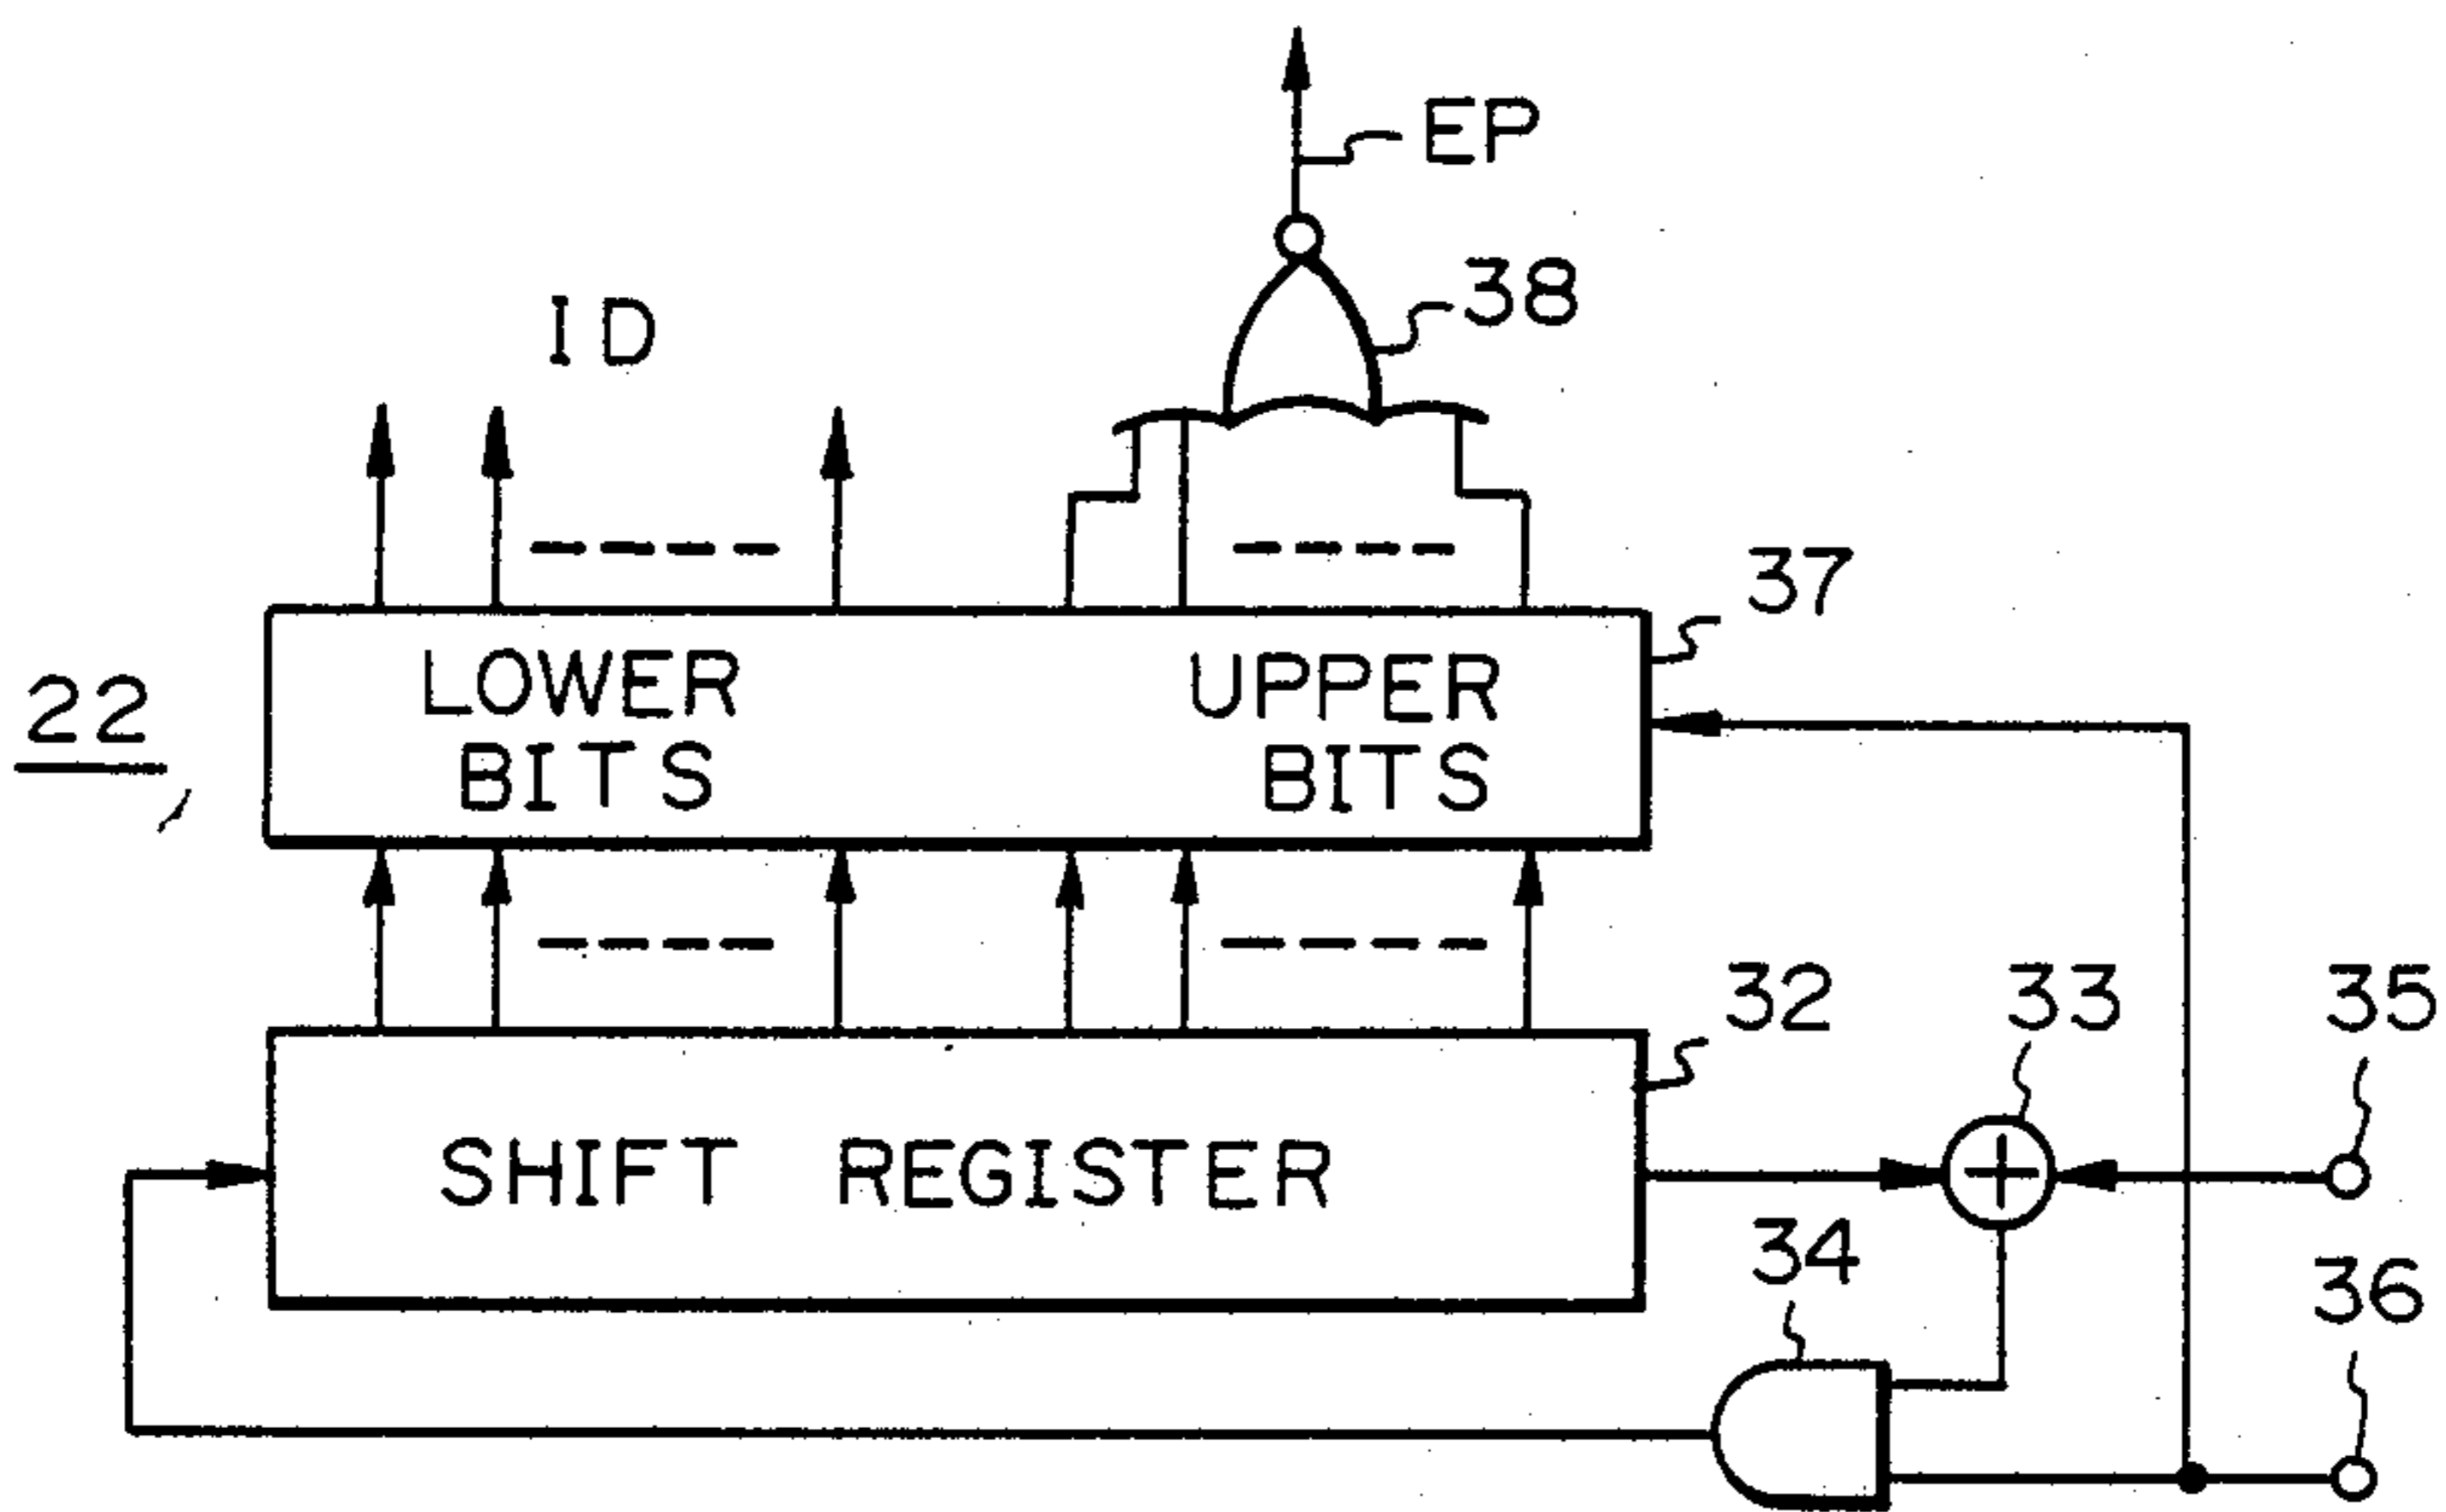 EP
38
ID
37
LOWER BITS
UPPER BITS
22
32
33
35
SHIFT REGISTER
34
36